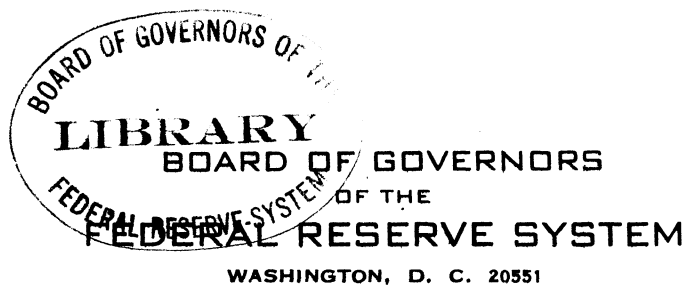 BOARD OF GOVERNORS OF
LIBRARY
FEDERAL RESERVE SYSTEM
BOARD OF GOVERNORS
OF THE
FEDERAL RESERVE SYSTEM
WASHINGTON, D. C. 20551